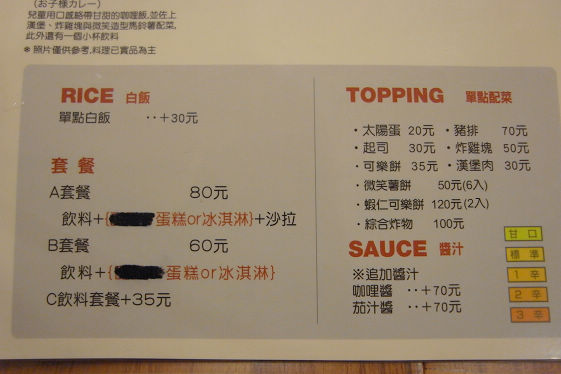 (お子様カレー)
兒童用口感略帶甘甜的咖哩飯,並佐上
漢堡、炸雞塊與微笑造型馬鈴薯配菜,
此外還有一個小杯飲料
※ 照片僅供參考,料理已實品為主
RICE 白飯
單點白飯 ‥+30元
套餐
A套餐 80元
飲料+{ 蛋糕or冰淇淋}+沙拉
B套餐 60元
飲料+{ 蛋糕or冰淇淋}
C飲料套餐+35元
TOPPING 單點配菜
・太陽蛋 20元 ・豬排 70元
・起司 30元 ・炸雞塊 50元
・可樂餅 35元 ・漢堡肉 30元
・微笑薯餅 50元(6入)
・蝦仁可樂餅 120元(2入)
・綜合炸物 100元
SAUCE 醬汁
※追加醬汁
咖哩醬 ‥+70元
茄汁醬 ‥+70元
甘口
標準
1辛
2辛
3辛